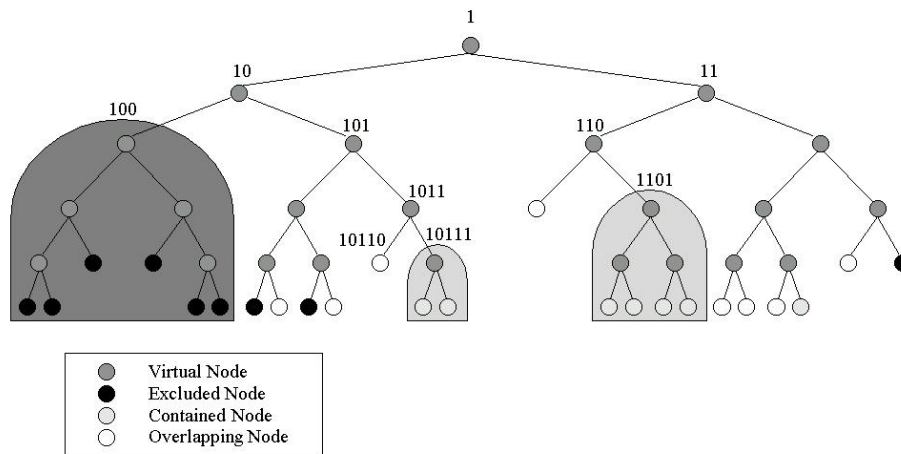 1
10
11
100
101
110
1011
1101
10110
10111
Virtual Node
Excluded Node
Contained Node
Overlapping Node